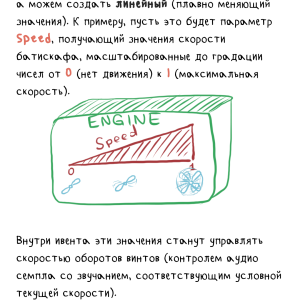 а можем создать линейный (плавно меняющий
значения). К примеру, пусть это будет параметр
Speed, получающий значения скорости
батискафа, масштабированные до градации
чисел от 0 (нет движения) к 1 (максимальная
скорость).
ENGINE
Speed
0 1
Внутри ивента эти значения станут управлять
скоростью оборотов винтов (контролем аудио
семпла со звучанием, соответствующим условной
текущей скорости).